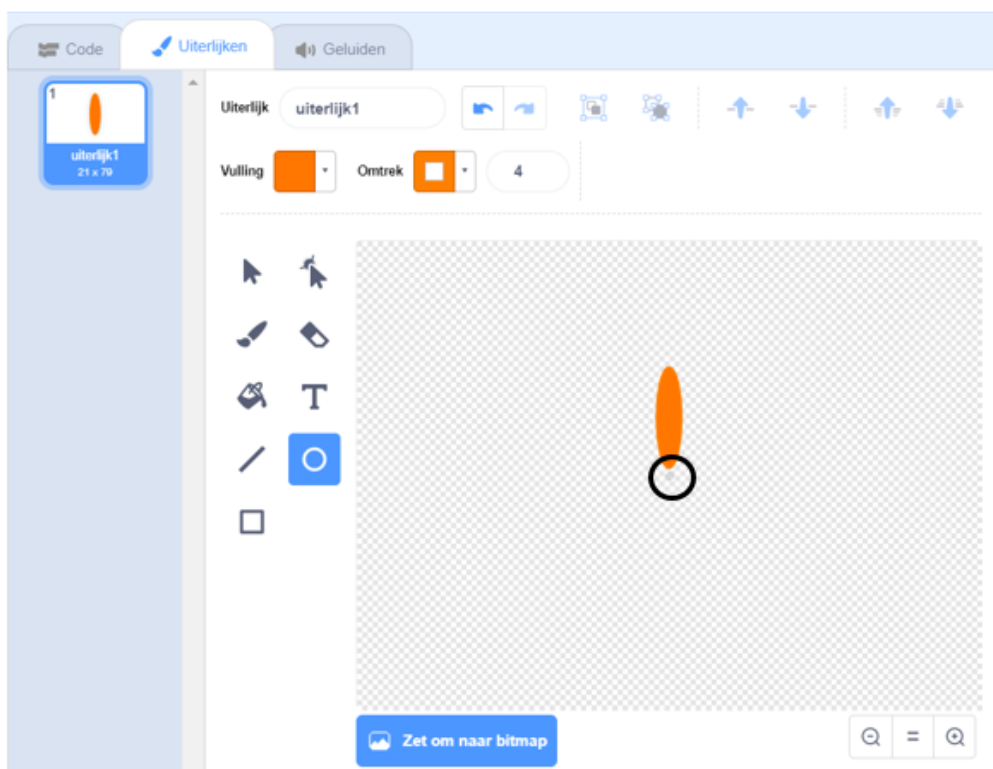 Code
Uiterlijken
Geluiden
1
uiterlijk1
21 x 79
Uiterlijk
uiterlijk1
Vulling
Omtrek
4
T
Zet om naar bitmap